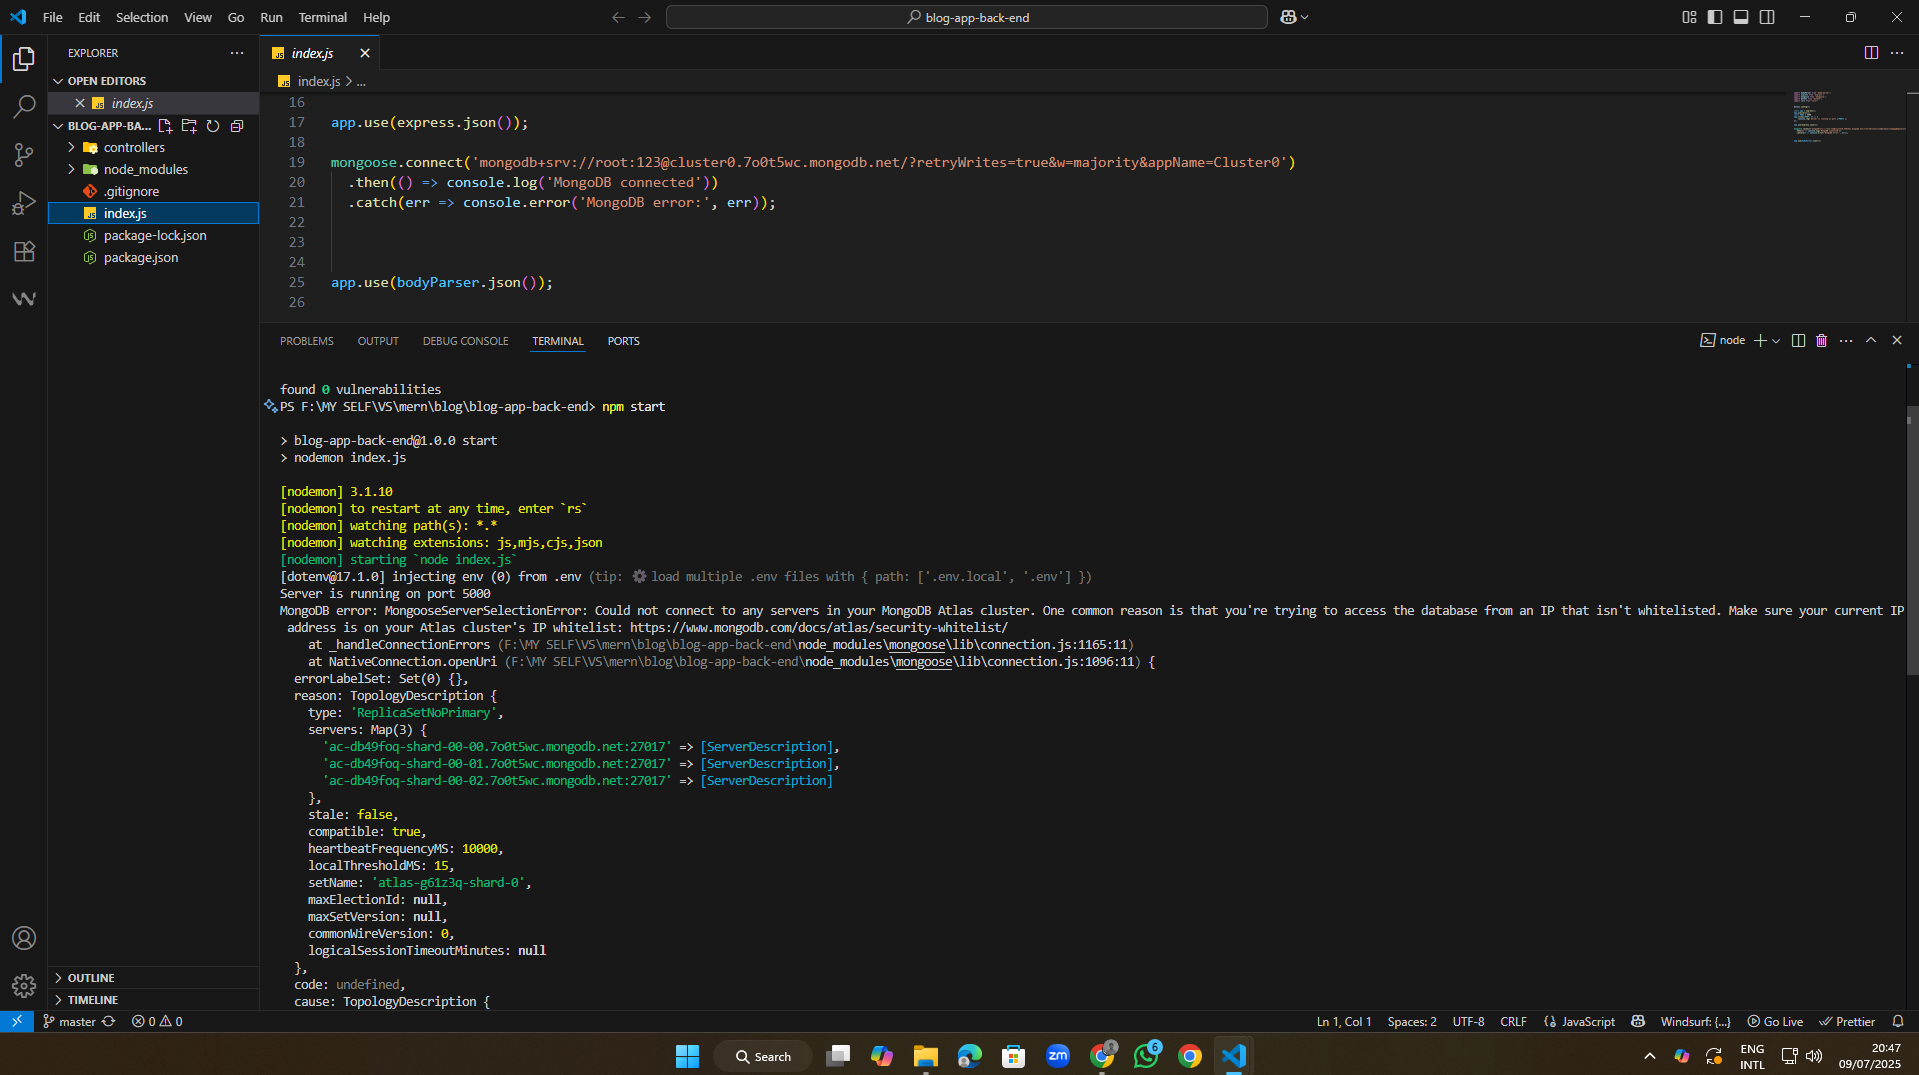 File Edit Selection View Go Run Terminal Help
blog-app-back-end
EXPLORER
OPEN EDITORS
index.js
BLOG-APP-BA...
controllers
node_modules
.gitignore
index.js
package-lock.json
package.json
OUTLINE
TIMELINE
index.js
index.js > ...
16
17 app.use(express.json());
18
19 mongoose.connect('mongodb+srv://root:123@cluster0.7o0t5wc.mongodb.net/?retryWrites=true&w=majority&appName=Cluster0')
20 .then(() => console.log('MongoDB connected'))
21 .catch(err => console.error('MongoDB error:', err));
22
23
24
25 app.use(bodyParser.json());
26
PROBLEMS OUTPUT DEBUG CONSOLE TERMINAL PORTS
node
found 0 vulnerabilities
PS F:\MY SELF\VS\mern\blog\blog-app-back-end> npm start
> blog-app-back-end@1.0.0 start
> nodemon index.js
[nodemon] 3.1.10
[nodemon] to restart at any time, enter `rs`
[nodemon] watching path(s): *.*
[nodemon] watching extensions: js,mjs,cjs,json
[nodemon] starting `node index.js`
[dotenv@17.1.0] injecting env (0) from .env (tip: ⚙️ load multiple .env files with { path: ['.env.local', '.env'] })
Server is running on port 5000
MongoDB error: MongooseServerSelectionError: Could not connect to any servers in your MongoDB Atlas cluster. One common reason is that you're trying to access the database from an IP that isn't whitelisted. Make sure your current IP
address is on your Atlas cluster's IP whitelist: https://www.mongodb.com/docs/atlas/security-whitelist/
at _handleConnectionErrors (F:\MY SELF\VS\mern\blog\blog-app-back-end\node_modules\mongoose\lib\connection.js:1165:11)
at NativeConnection.openUri (F:\MY SELF\VS\mern\blog\blog-app-back-end\node_modules\mongoose\lib\connection.js:1096:11) {
errorLabelSet: Set(0) {},
reason: TopologyDescription {
type: 'ReplicaSetNoPrimary',
servers: Map(3) {
'ac-db49foq-shard-00-00.7o0t5wc.mongodb.net:27017' => [ServerDescription],
'ac-db49foq-shard-00-01.7o0t5wc.mongodb.net:27017' => [ServerDescription],
'ac-db49foq-shard-00-02.7o0t5wc.mongodb.net:27017' => [ServerDescription]
},
stale: false,
compatible: true,
heartbeatFrequencyMS: 10000,
localThresholdMS: 15,
setName: 'atlas-g61z3q-shard-0',
maxElectionId: null,
maxSetVersion: null,
commonWireVersion: 0,
logicalSessionTimeoutMinutes: null
},
code: undefined,
cause: TopologyDescription {
master 0 0
Ln 1, Col 1 Spaces: 2 UTF-8 CRLF {} JavaScript Windsurf: {...} Go Live Prettier
Search
zm
6
ENG
INTL
20:47
09/07/2025